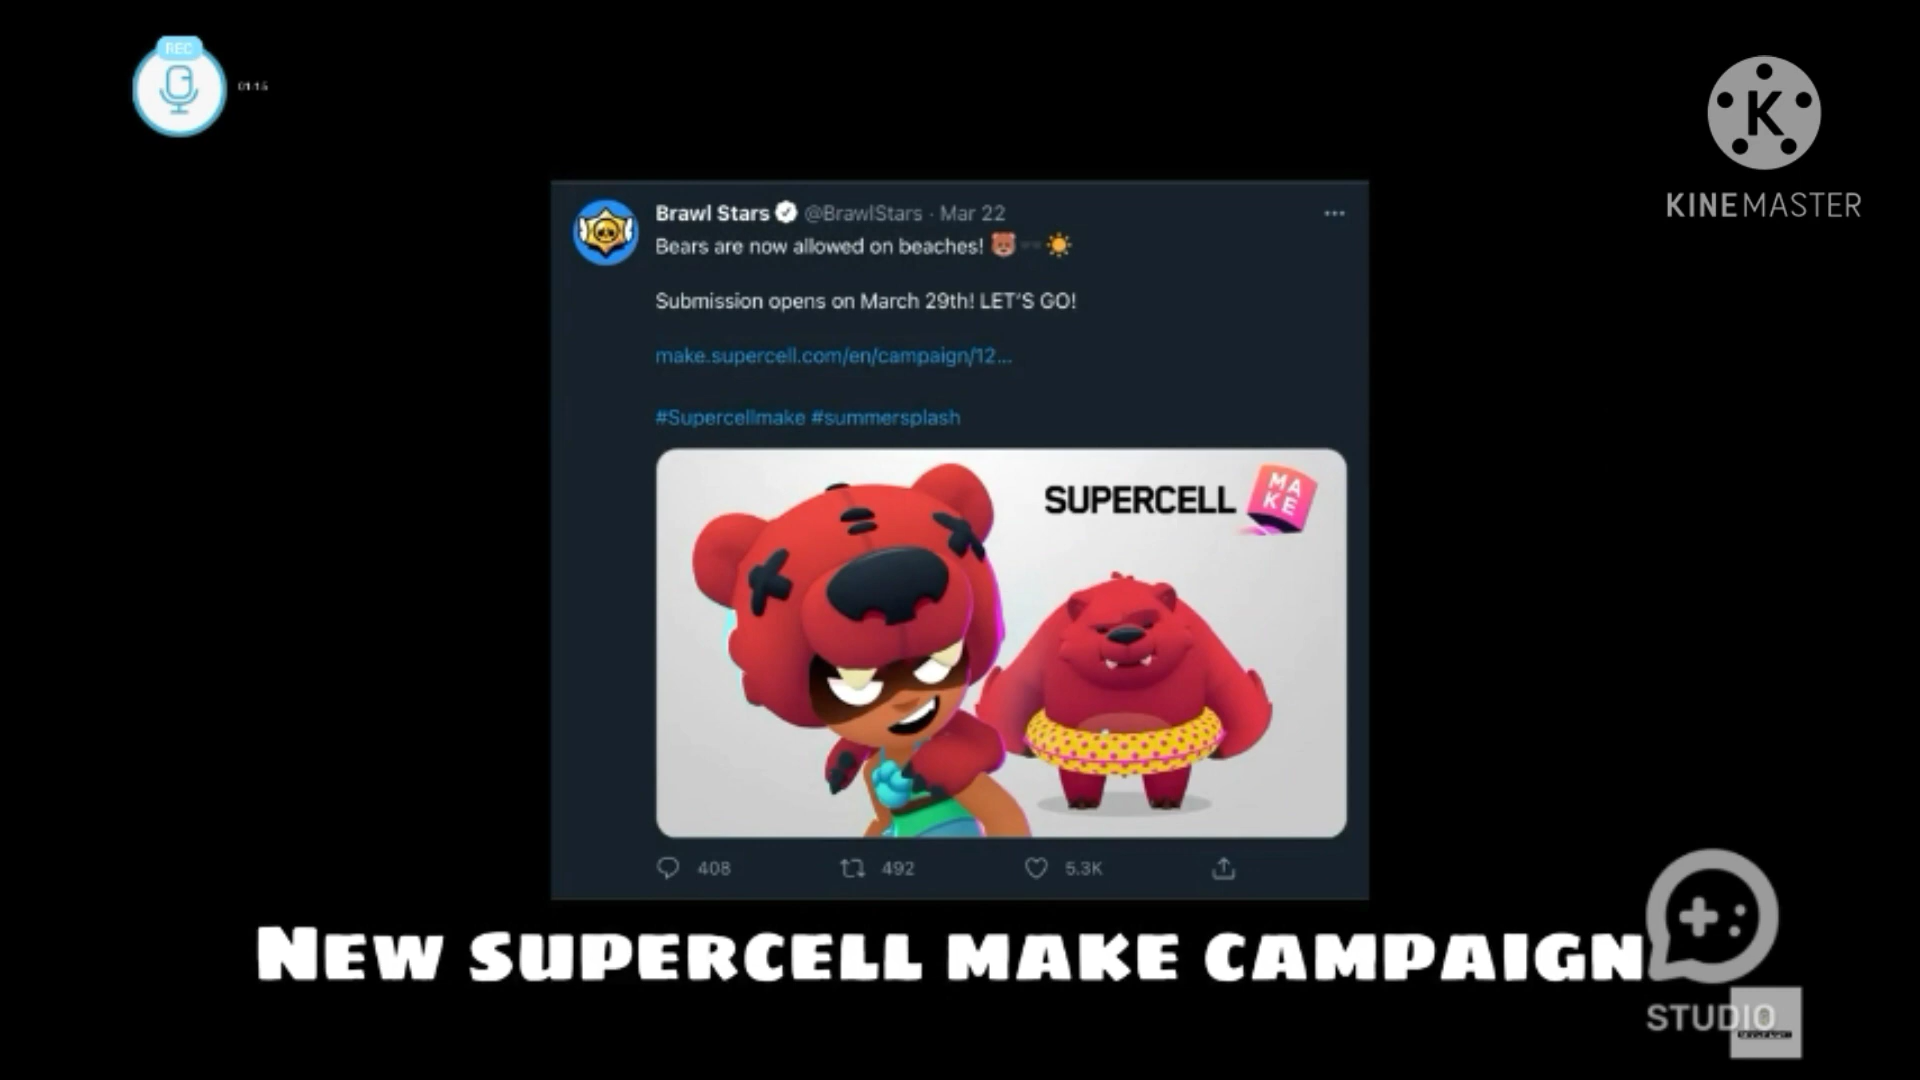 REC
01:15
K
KINEMASTER
Brawl Stars @BrawlStars · Mar 22
Bears are now allowed on beaches!
Submission opens on March 29th! LET'S GO!
make.supercell.com/en/campaign/12...
#Supercellmake #summersplash
SUPERCELL
MA
KE
408 492 5.3K
NEW SUPERCELL MAKE CAMPAIGN
STUDIO